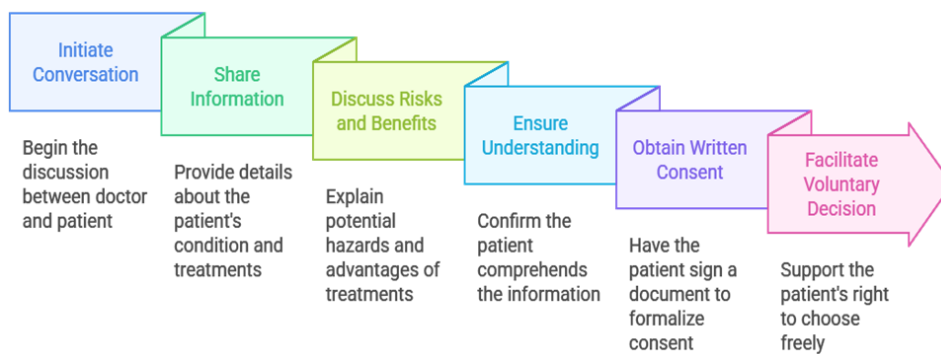 Initiate
Conversation
Begin the
discussion
between doctor
and patient
Share
Information
Provide details
about the
patient's
condition and
treatments
Discuss Risks
and Benefits
Explain
potential
hazards and
advantages of
treatments
Ensure
Understanding
Confirm the
patient
comprehends
the information
Obtain Written
Consent
Have the
patient sign a
document to
formalize
consent
Facilitate
Voluntary
Decision
Support the
patient's right
to choose
freely